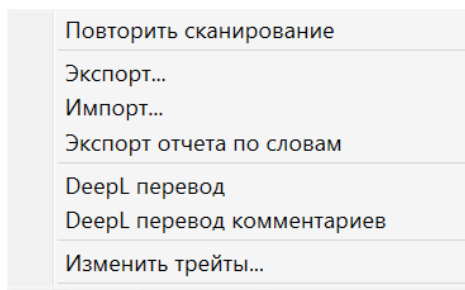 Повторить сканирование
Экспорт...
Импорт...
Экспорт отчета по словам
DeepL перевод
DeepL перевод комментариев
Изменить трейты...